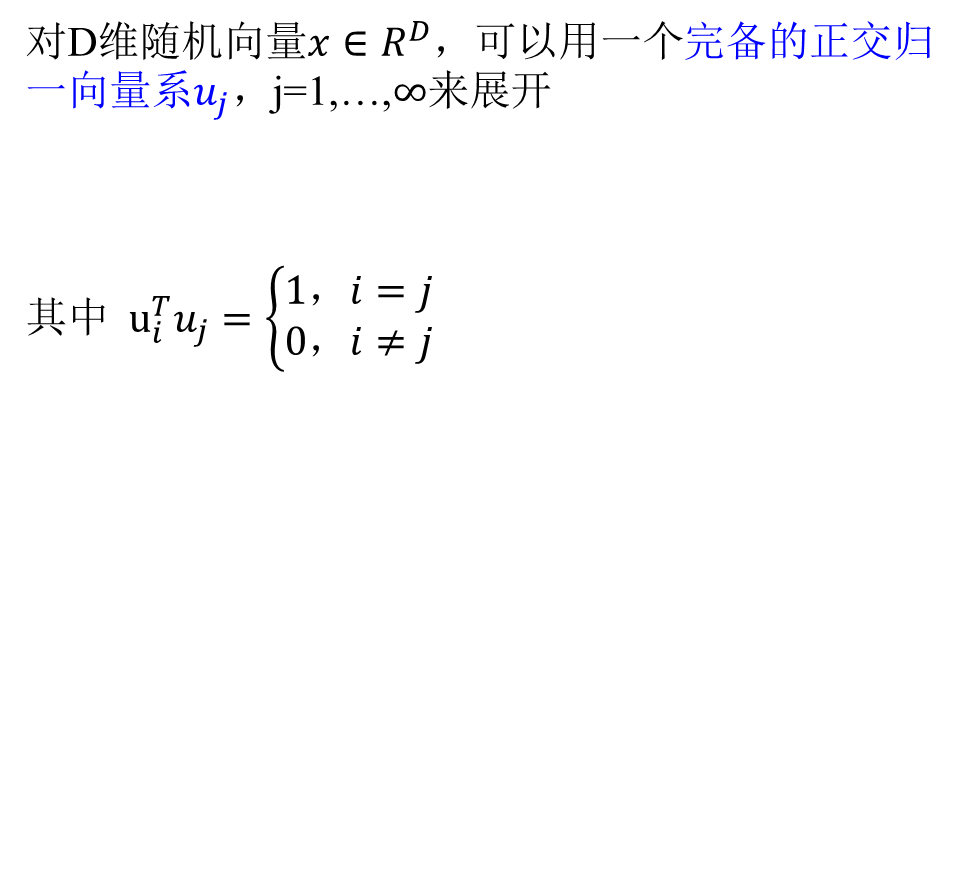 对D维随机向量x ∈ R^D，可以用一个完备的正交归
一向量系u_j，j=1,…,∞来展开
其中 u_i^T u_j = {1， i = j
0， i ≠ j